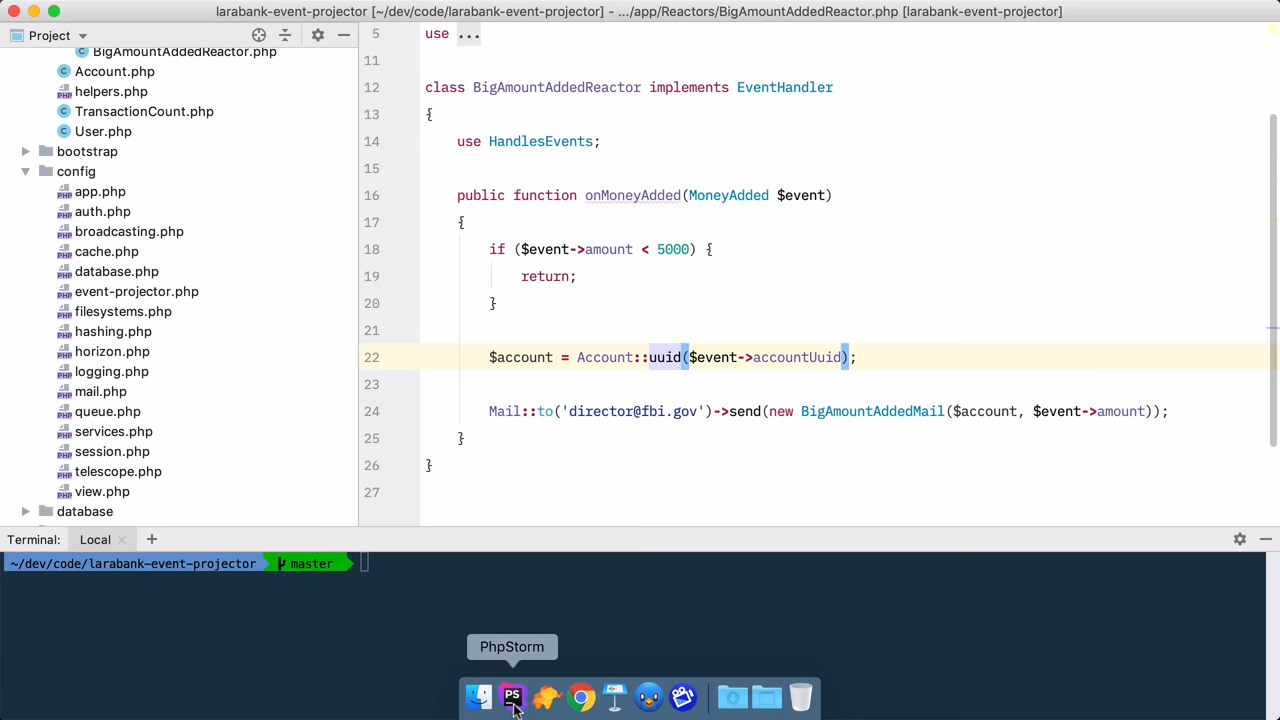 larabank-event-projector [~/dev/code/larabank-event-projector] - .../app/Reactors/BigAmountAddedReactor.php [larabank-event-projector]
Project
BigAmountAddedReactor.php
Account.php
helpers.php
TransactionCount.php
User.php
bootstrap
config
app.php
auth.php
broadcasting.php
cache.php
database.php
event-projector.php
filesystems.php
hashing.php
horizon.php
logging.php
mail.php
queue.php
services.php
session.php
telescope.php
view.php
database
5 use ...
11
12 class BigAmountAddedReactor implements EventHandler
13 {
14 use HandlesEvents;
15
16 public function onMoneyAdded(MoneyAdded $event)
17 {
18 if ($event->amount < 5000) {
19 return;
20 }
21
22 $account = Account::uuid($event->accountUuid);
23
24 Mail::to('director@fbi.gov')->send(new BigAmountAddedMail($account, $event->amount));
25 }
26 }
27
Terminal: Local
~/dev/code/larabank-event-projector master
PhpStorm
PS